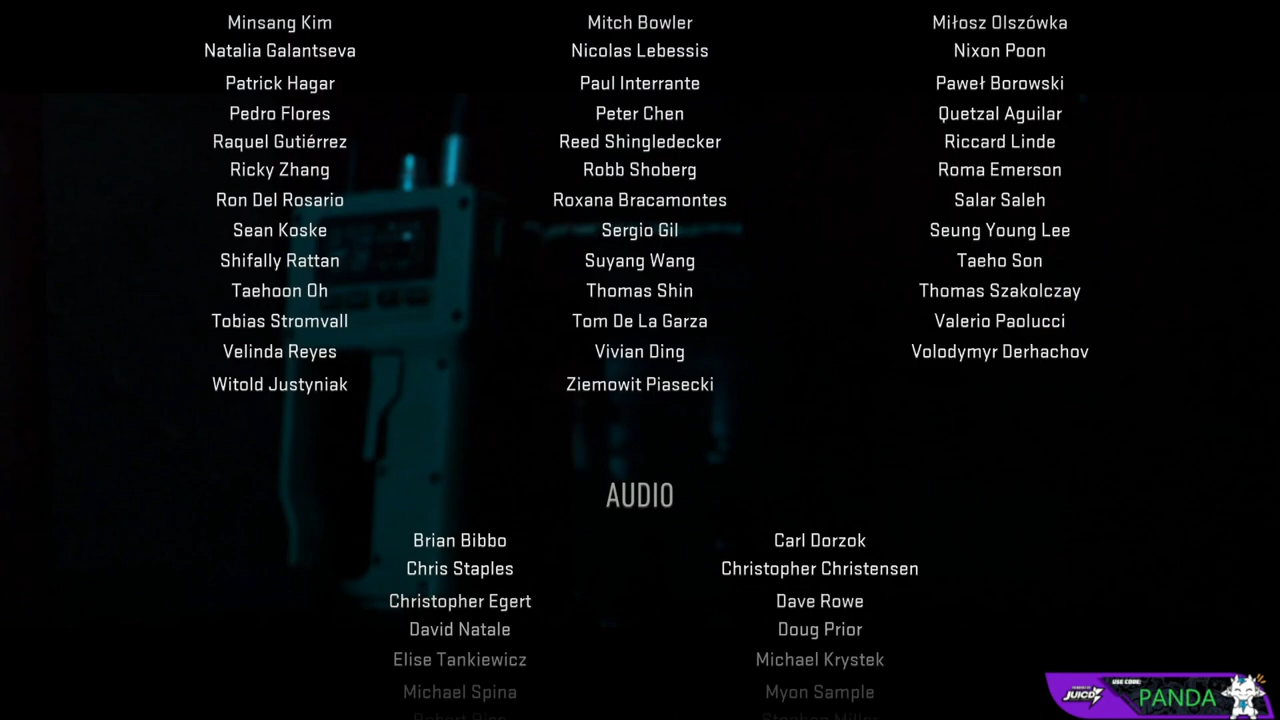 Minsang Kim Mitch Bowler Miłosz Olszówka
Natalia Galantseva Nicolas Lebessis Nixon Poon
Patrick Hagar Paul Interrante Paweł Borowski
Pedro Flores Peter Chen Quetzal Aguilar
Raquel Gutiérrez Reed Shingledecker Riccard Linde
Ricky Zhang Robb Shoberg Roma Emerson
Ron Del Rosario Roxana Bracamontes Salar Saleh
Sean Koske Sergio Gil Seung Young Lee
Shifally Rattan Suyang Wang Taeho Son
Taehoon Oh Thomas Shin Thomas Szakolczay
Tobias Stromvall Tom De La Garza Valerio Paolucci
Velinda Reyes Vivian Ding Volodymyr Derhachov
Witold Justyniak Ziemowit Piasecki
AUDIO
Brian Bibbo Carl Dorzok
Chris Staples Christopher Christensen
Christopher Egert Dave Rowe
David Natale Doug Prior
Elise Tankiewicz Michael Krystek
Michael Spina Myon Sample
USE CODE:
JUICD PANDA